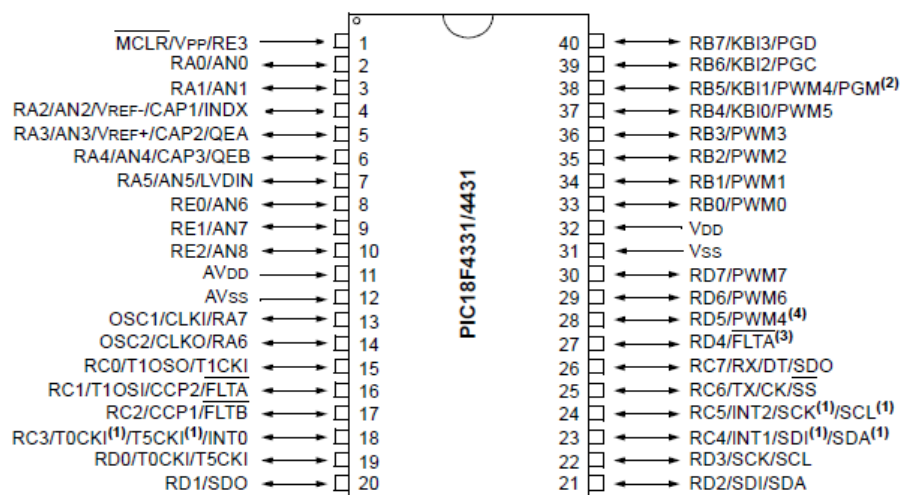 MCLR/VPP/RE3 1
RA0/AN0 2
RA1/AN1 3
RA2/AN2/VREF-/CAP1/INDX 4
RA3/AN3/VREF+/CAP2/QEA 5
RA4/AN4/CAP3/QEB 6
RA5/AN5/LVDIN 7
RE0/AN6 8
RE1/AN7 9
RE2/AN8 10
AVDD 11
AVSS 12
OSC1/CLKI/RA7 13
OSC2/CLKO/RA6 14
RC0/T1OSO/T1CKI 15
RC1/T1OSI/CCP2/FLTA 16
RC2/CCP1/FLTB 17
RC3/T0CKI(1)/T5CKI(1)/INT0 18
RD0/T0CKI/T5CKI 19
RD1/SDO 20
PIC18F4331/4431
40 RB7/KBI3/PGD
39 RB6/KBI2/PGC
38 RB5/KBI1/PWM4/PGM(2)
37 RB4/KBI0/PWM5
36 RB3/PWM3
35 RB2/PWM2
34 RB1/PWM1
33 RB0/PWM0
32 VDD
31 VSS
30 RD7/PWM7
29 RD6/PWM6
28 RD5/PWM4(4)
27 RD4/FLTA(3)
26 RC7/RX/DT/SDO
25 RC6/TX/CK/SS
24 RC5/INT2/SCK(1)/SCL(1)
23 RC4/INT1/SDI(1)/SDA(1)
22 RD3/SCK/SCL
21 RD2/SDI/SDA